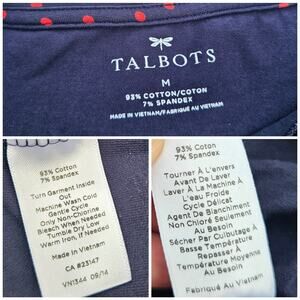 TALBOTS
M
93% COTTON/COTON
7% SPANDEX
MADE IN VIETNAM/FABRIQUÉ AU VIETNAM
93% Cotton
7% Spandex
Turn Garment Inside
Out
Machine Wash Cold
Gentle Cycle
Only Non-Chlorine
Bleach When Needed
Tumble Dry Low
Warm Iron, If Needed
Made in Vietnam
CA #23147
VN1344 09/14
93% Cotton
7% Spandex
Tourner À L'envers
Avant De Laver
Laver À La Machine À
L'eau Froide
Cycle Délicat
Agent De Blanchiment
Non Chloré Seulement
Au Besoin
Sécher Par Culbutage À
Basse Température
Repasser À
Température Moyenne
Au Besoin
Fabriqué Au Vietnam